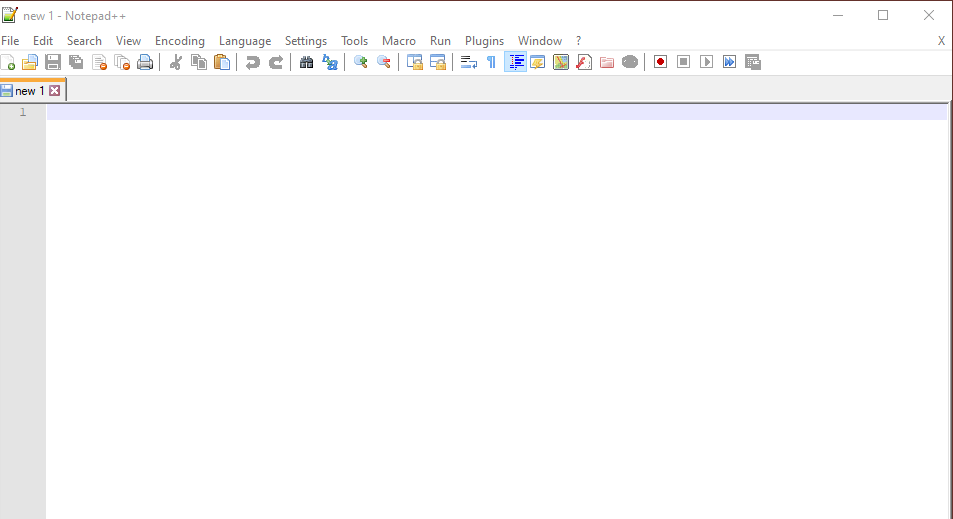 new 1 - Notepad++
File Edit Search View Encoding Language Settings Tools Macro Run Plugins Window ? X
new 1
1